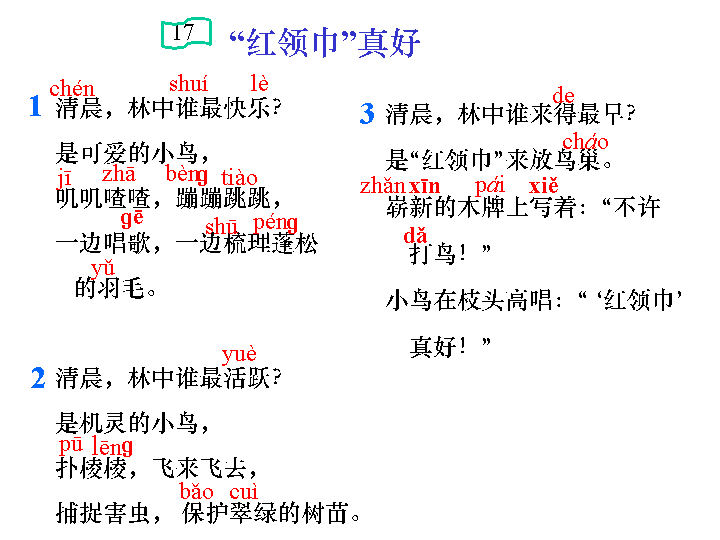 17
“红领巾”真好
chén shuí lè
1 清晨，林中谁最快乐?
是可爱的小鸟，
jī zhā bèng tiào
叽叽喳喳，蹦蹦跳跳，
gē shū péng
一边唱歌，一边梳理蓬松
yǔ
的羽毛。
yuè
2 清晨，林中谁最活跃?
是机灵的小鸟，
pū lēng
扑棱棱，飞来飞去，
bǎo cuì
捕捉害虫， 保护翠绿的树苗。
de
3 清晨，林中谁来得最早?
cháo
是“红领巾”来放鸟巢。
zhǎn xīn pái xiě
崭新的木牌上写着：“不许
dǎ
打鸟！”
小鸟在枝头高唱：“ ‘红领巾’
真好！”